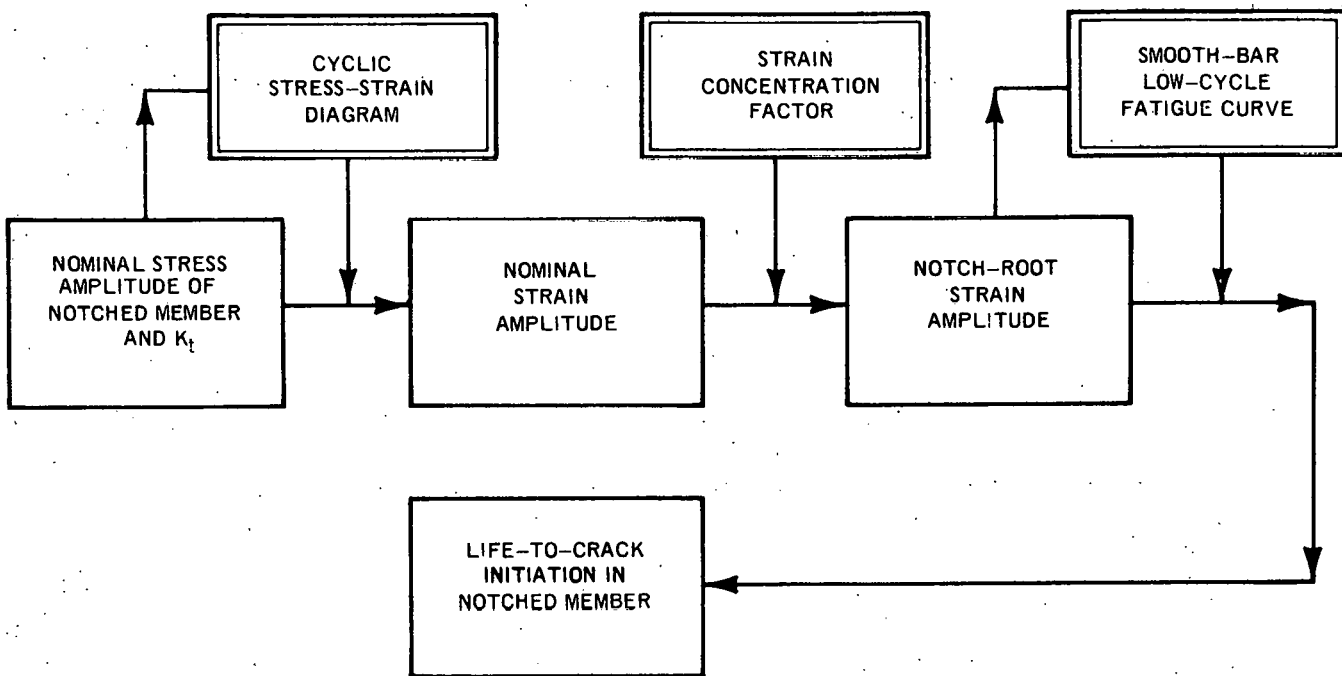 CYCLIC
STRESS-STRAIN
DIAGRAM
STRAIN
CONCENTRATION
FACTOR
SMOOTH-BAR
LOW-CYCLE
FATIGUE CURVE
NOMINAL STRESS
AMPLITUDE OF
NOTCHED MEMBER
AND Kt
NOMINAL
STRAIN
AMPLITUDE
NOTCH-ROOT
STRAIN
AMPLITUDE
LIFE-TO-CRACK
INITIATION IN
NOTCHED MEMBER